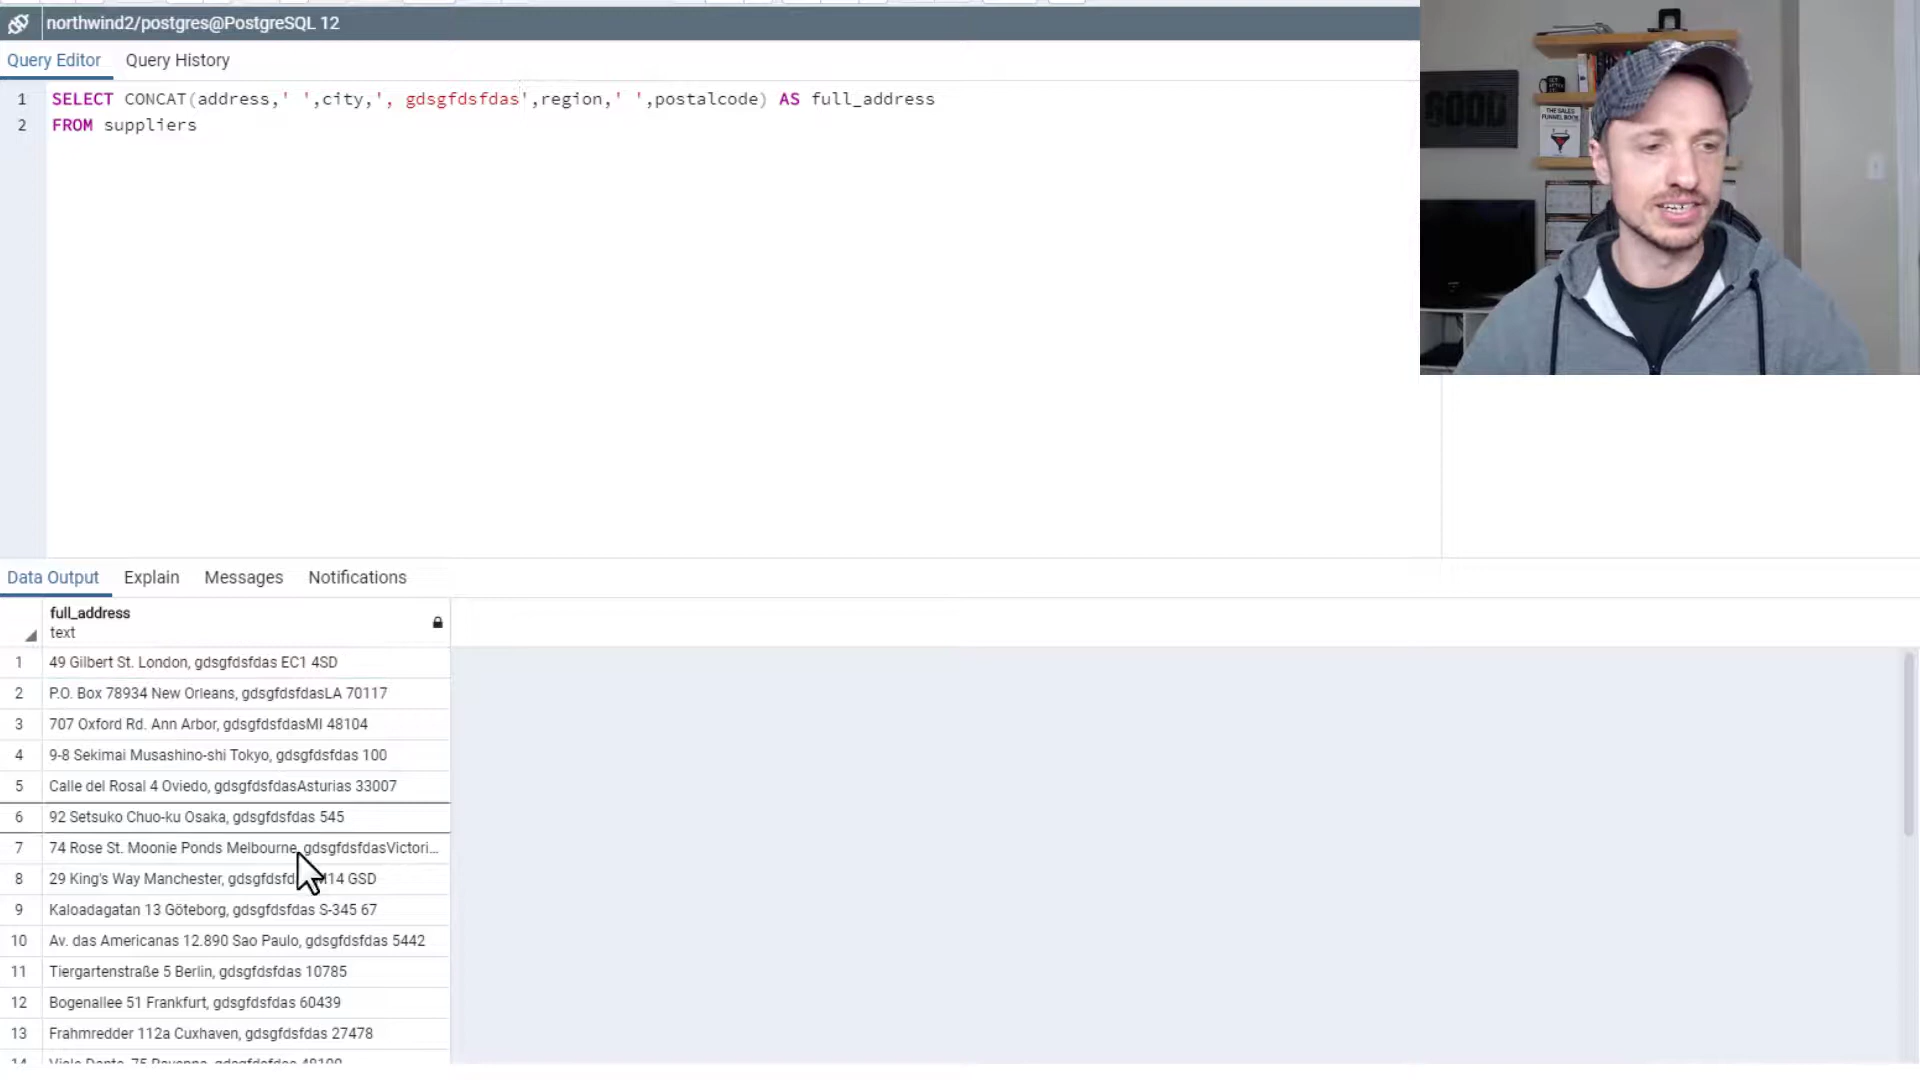 northwind2/postgres@PostgreSQL 12
Query Editor Query History
1 SELECT CONCAT(address,' ',city,', gdsgfdsfdas',region,' ',postalcode) AS full_address
2 FROM suppliers
GOOD
THE SALES
FUNNEL BOOK
Data Output Explain Messages Notifications
full_address
text
1 49 Gilbert St. London, gdsgfdsfdas EC1 4SD
2 P.O. Box 78934 New Orleans, gdsgfdsfdasLA 70117
3 707 Oxford Rd. Ann Arbor, gdsgfdsfdasMI 48104
4 9-8 Sekimai Musashino-shi Tokyo, gdsgfdsfdas 100
5 Calle del Rosal 4 Oviedo, gdsgfdsfdasAsturias 33007
6 92 Setsuko Chuo-ku Osaka, gdsgfdsfdas 545
7 74 Rose St. Moonie Ponds Melbourne, gdsgfdsfdasVictori...
8 29 King's Way Manchester, gdsgfsfd 14 GSD
9 Kaloadagatan 13 Göteborg, gdsgfdsfdas S-345 67
10 Av. das Americanas 12.890 Sao Paulo, gdsgfdsfdas 5442
11 Tiergartenstraße 5 Berlin, gdsgfdsfdas 10785
12 Bogenallee 51 Frankfurt, gdsgfdsfdas 60439
13 Frahmredder 112a Cuxhaven, gdsgfdsfdas 27478